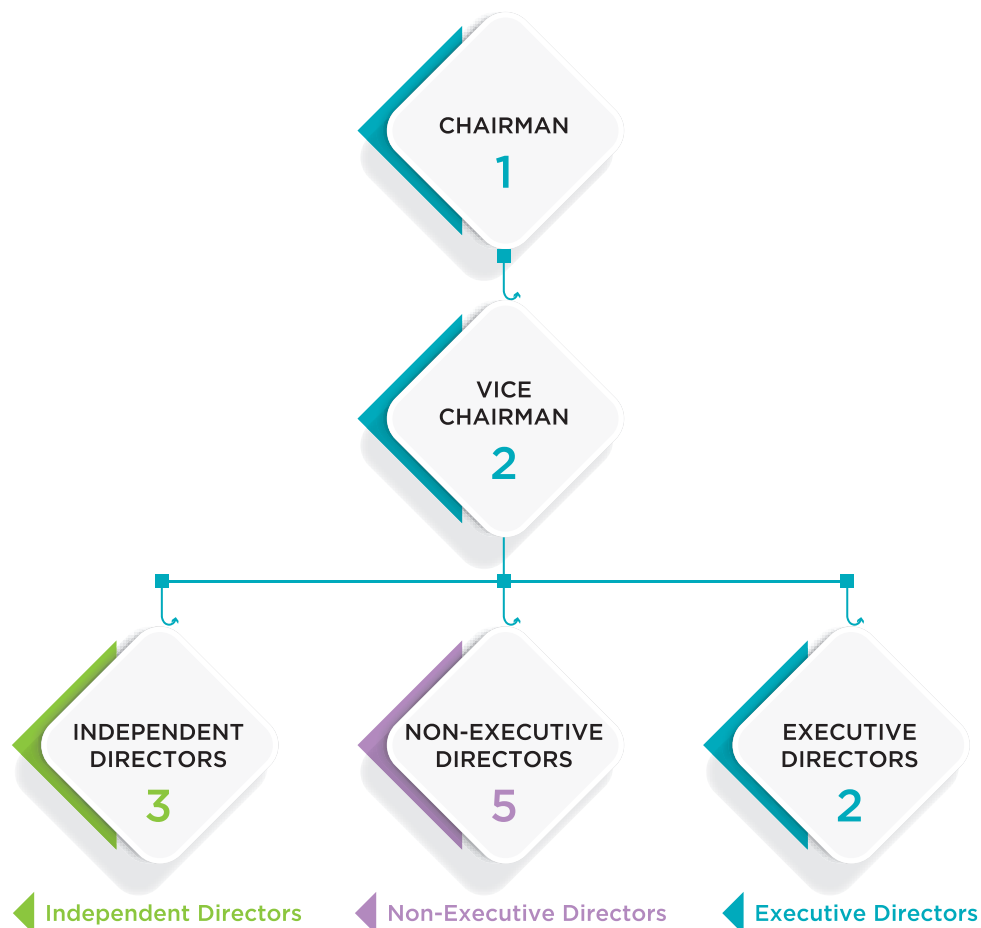 CHAIRMAN
1
VICE
CHAIRMAN
2
INDEPENDENT
DIRECTORS
3
NON-EXECUTIVE
DIRECTORS
5
EXECUTIVE
DIRECTORS
2
Independent Directors
Non-Executive Directors
Executive Directors